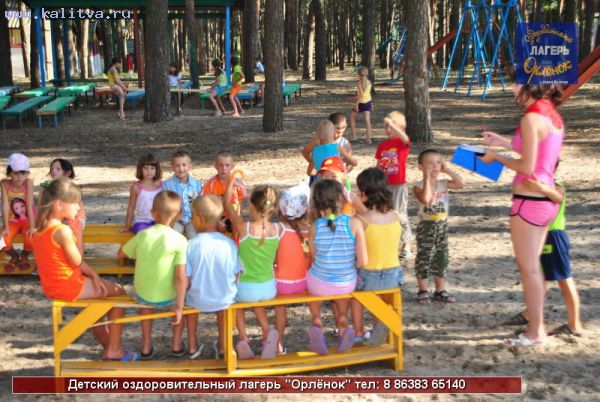 www.kalitva.ru
Оздоровительный
ЛАГЕРЬ
Орлёнок
Детский оздоровительный лагерь "Орлёнок" тел: 8 86383 65140